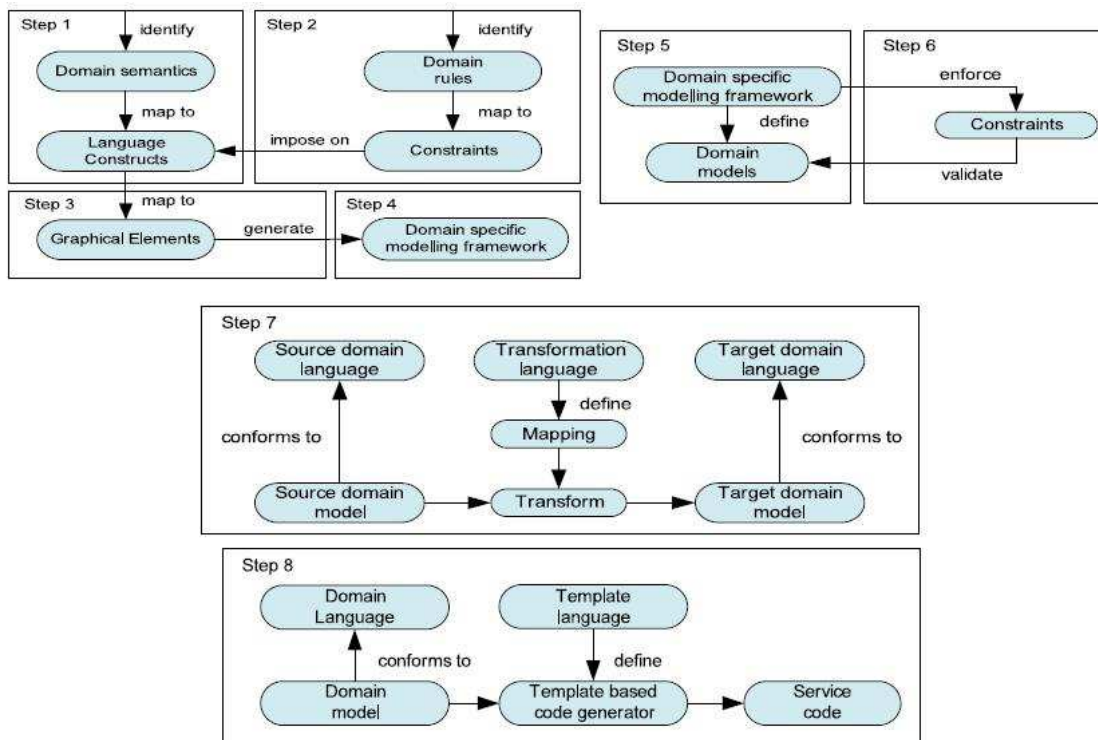 Step 1
identify
Domain semantics
map to
Language
Constructs
Step 2
identify
Domain
rules
map to
impose on
Constraints
Step 3
map to
Graphical Elements
generate
Step 4
Domain specific
modelling framework
Step 5
Domain specific
modelling framework
define
Domain
models
Step 6
enforce
Constraints
validate
Step 7
Source domain
language
Transformation
language
Target domain
language
define
conforms to
Mapping
conforms to
Source domain
model
Transform
Target domain
model
Step 8
Domain
Language
Template
language
conforms to
define
Domain
model
Template based
code generator
Service
code